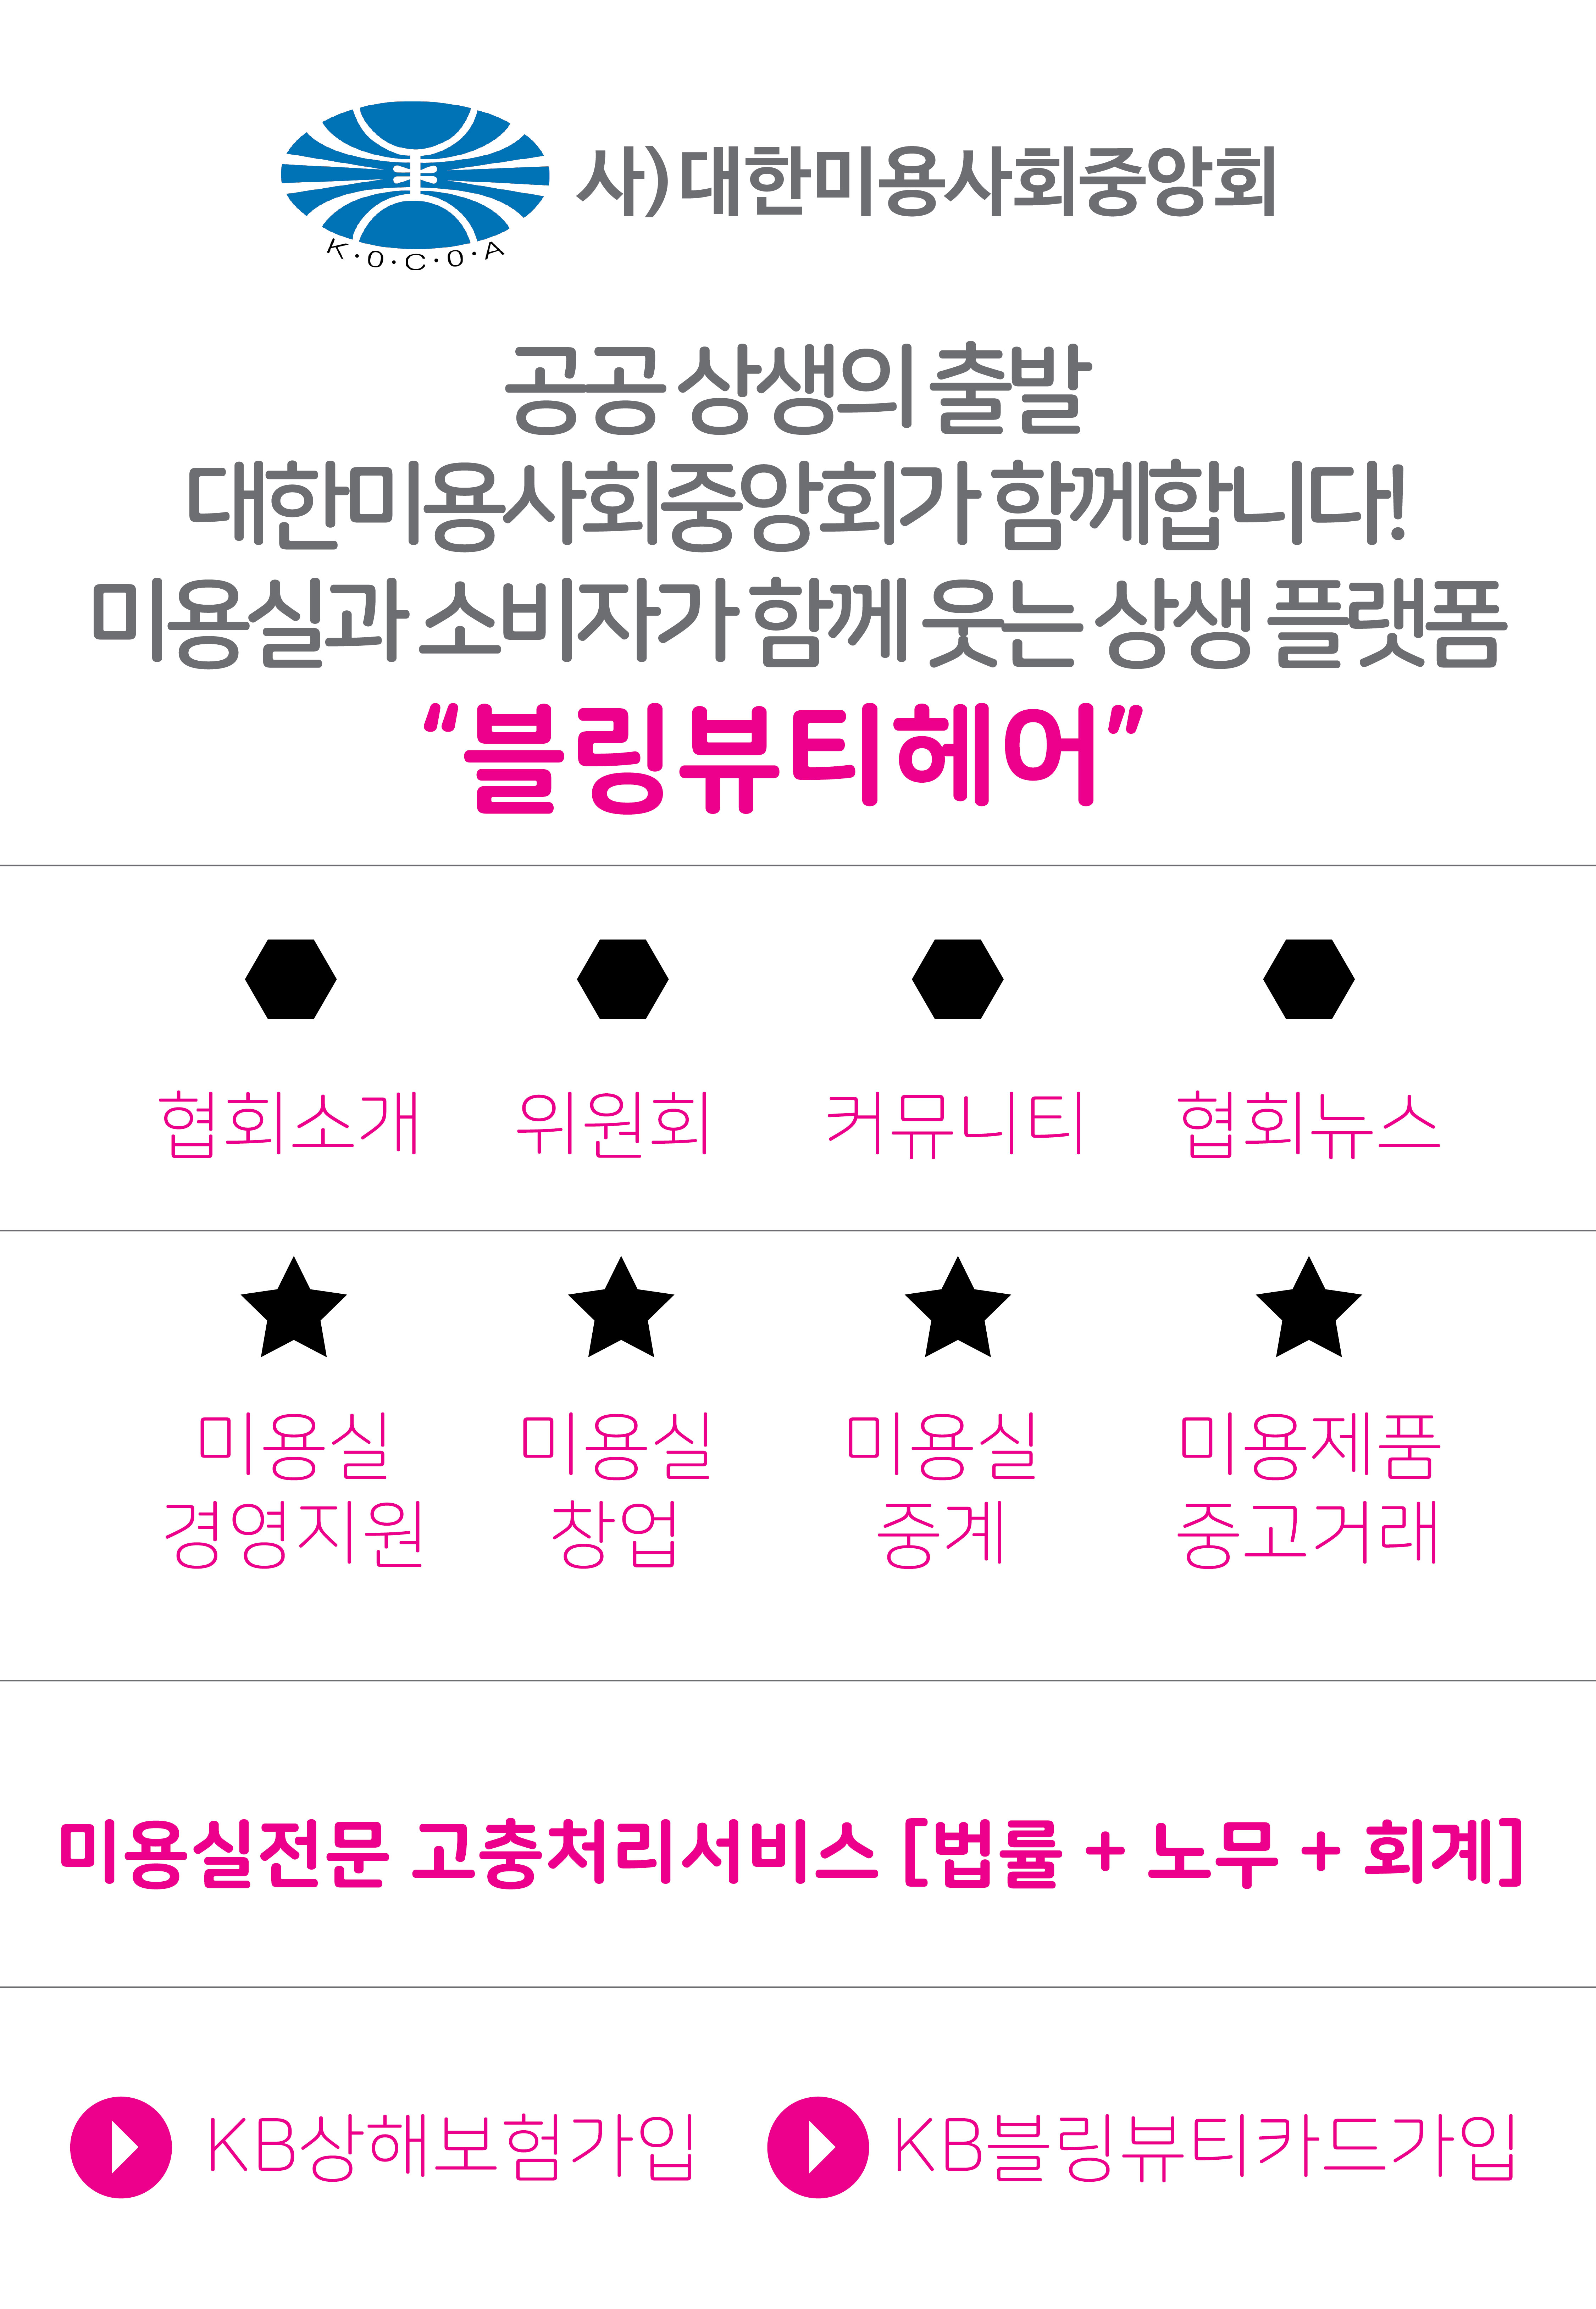 사)대한미용사회중앙회
K·O·C·O·A
공공 상생의 출발
대한미용사회중앙회가 함께합니다!
미용실과 소비자가 함께 웃는 상생 플랫폼
“블링뷰티헤어”
협회소개 위원회 커뮤니티 협회뉴스
미용실 미용실 미용실 미용제품
경영지원 창업 중계 중고거래
미용실전문 고충처리서비스 [법률 + 노무 + 회계]
KB상해보험가입 KB블링뷰티카드가입